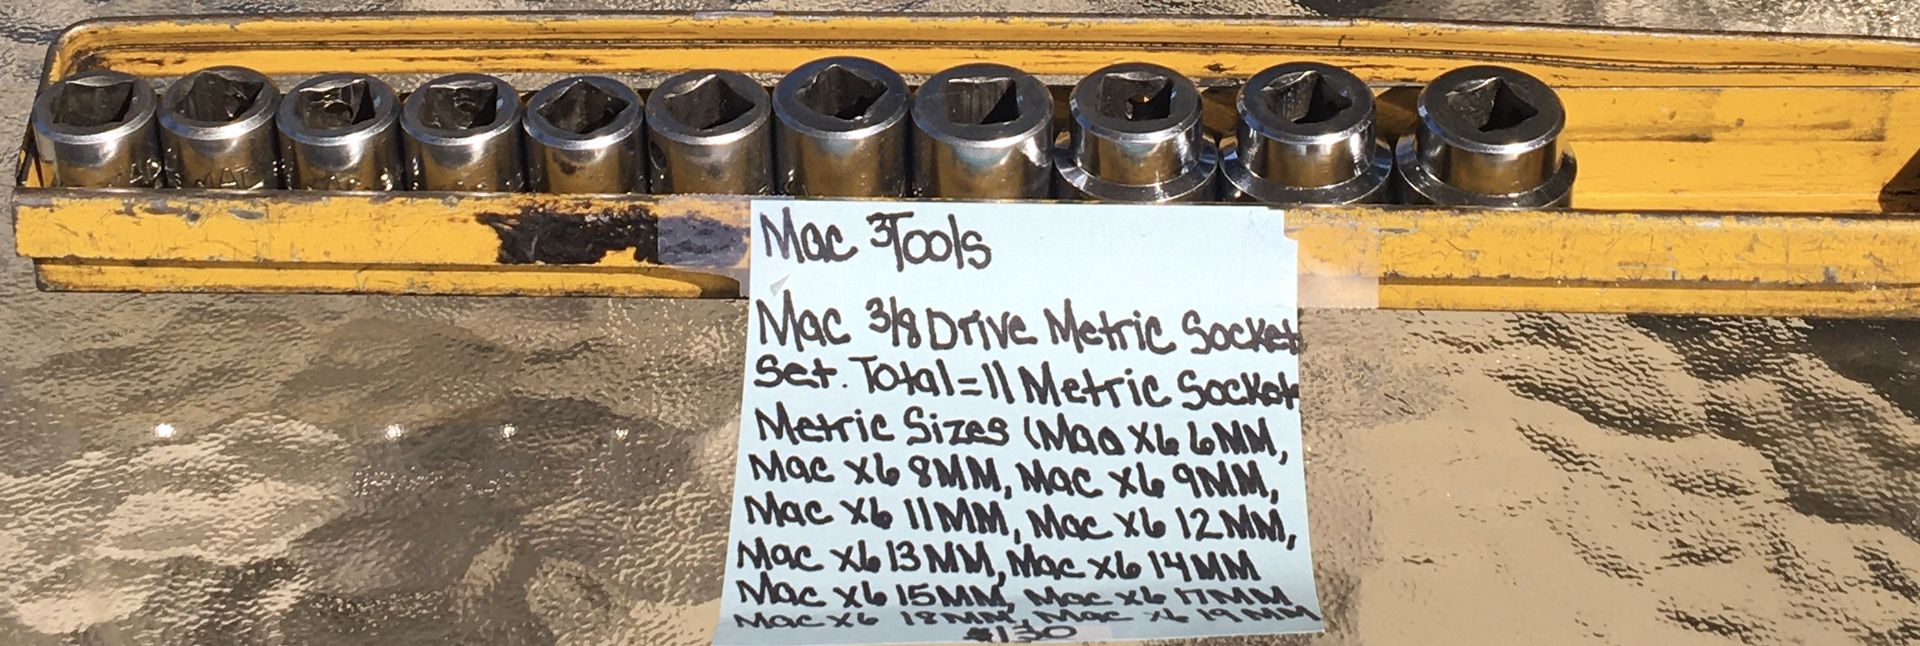 Mac Tools
Mac 3/8 Drive Metric Socket
Set. Total=11 Metric Socket
Metric Sizes (Mac X6 6MM,
Mac X6 8MM, Mac X6 9MM,
Mac X6 11MM, Mac X6 12MM,
Mac X6 13MM, Mac X6 14MM
Mac X6 15MM, Mac X6 17MM
Mac X6 18MM, Mac X6 19MM
$130